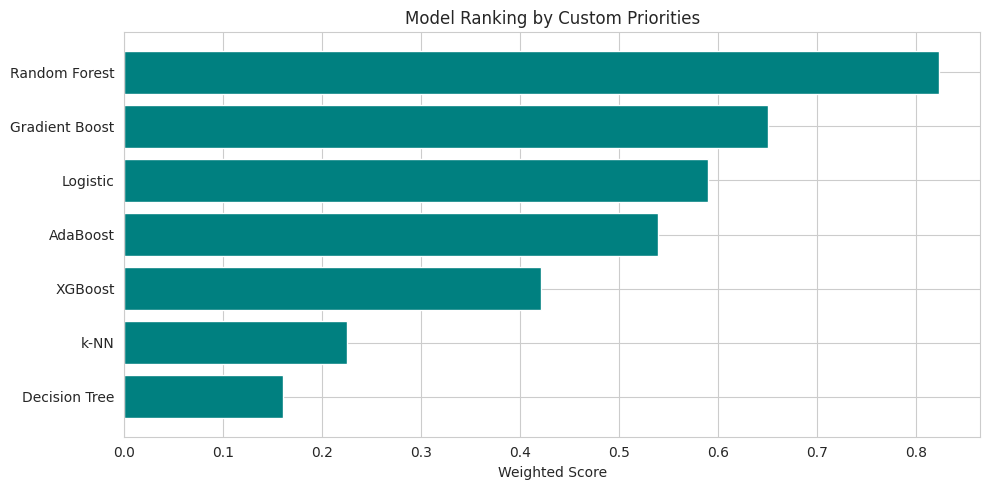 Model Ranking by Custom Priorities
Random Forest
Gradient Boost
Logistic
AdaBoost
XGBoost
k-NN
Decision Tree
0.0 0.1 0.2 0.3 0.4 0.5 0.6 0.7 0.8
Weighted Score